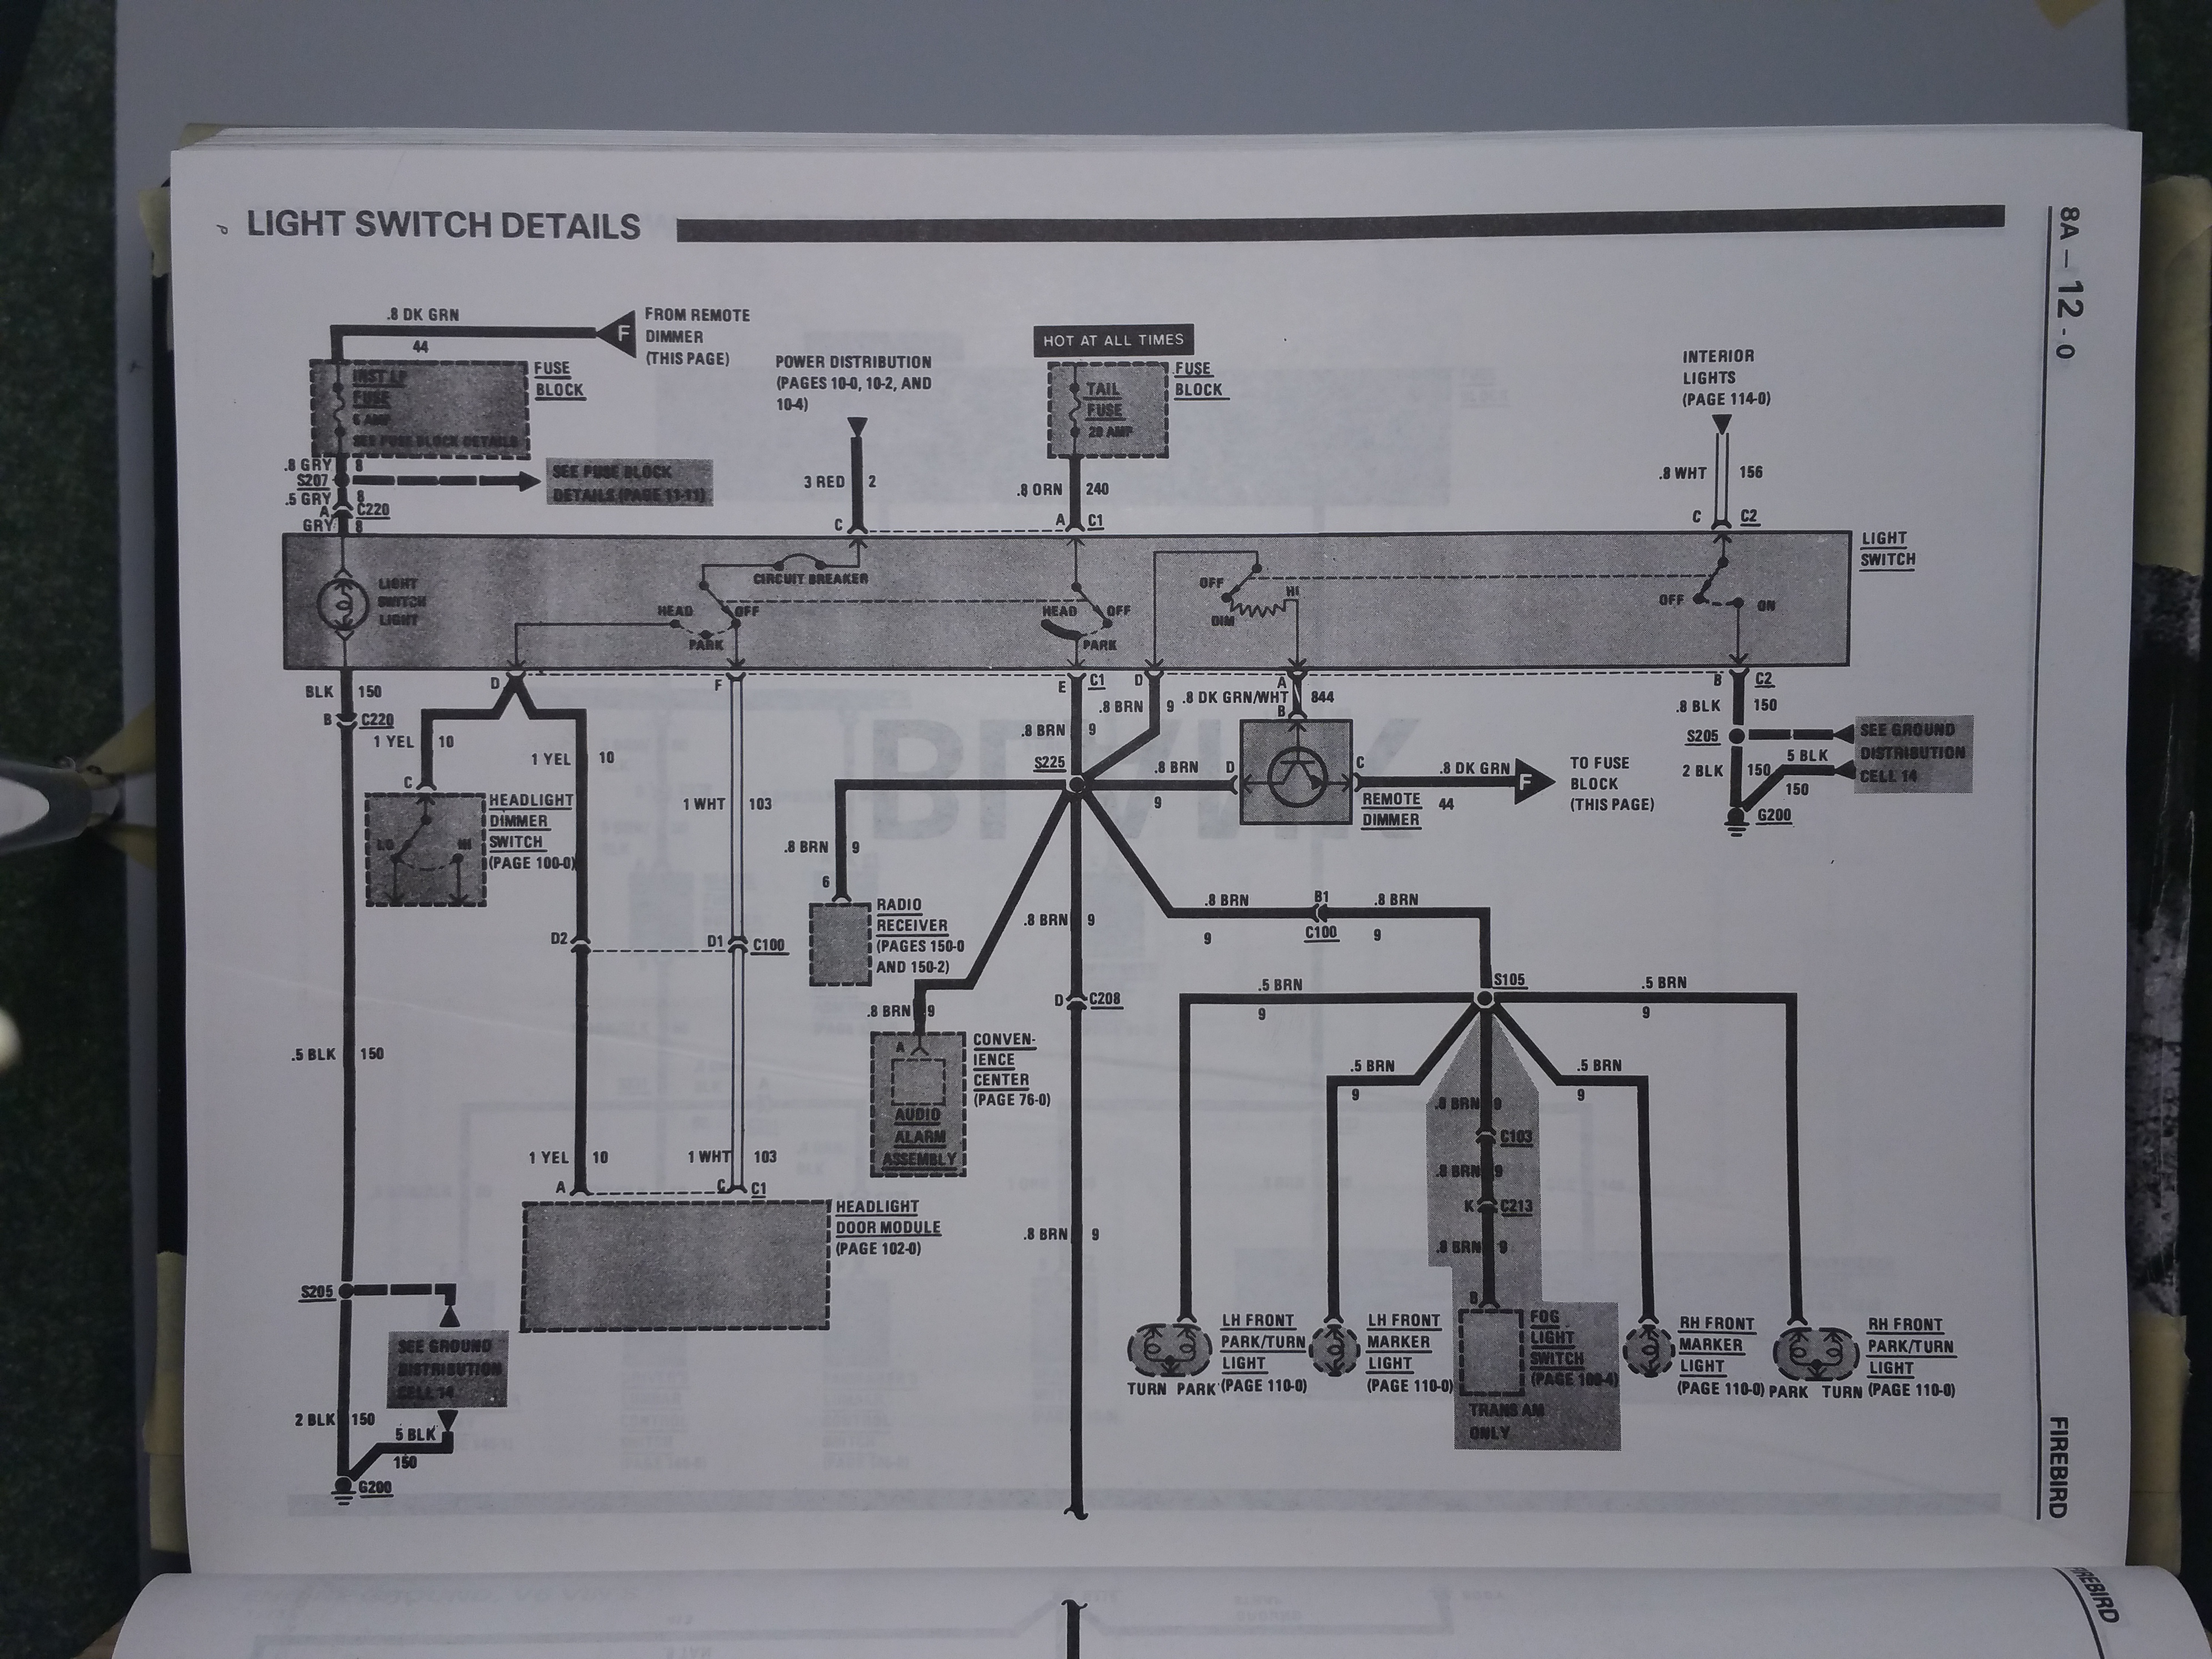 LIGHT SWITCH DETAILS
8A — 12 - 0
FIREBIRD
.8 DK GRN
44
F
FROM REMOTE
DIMMER
(THIS PAGE)
INST LP
FUSE
5 AMP
SEE FUSE BLOCK DETAILS
FUSE
BLOCK
.8 GRY 8
S207
.5 GRY 8
A C220
GRY 8
SEE FUSE BLOCK
DETAILS (PAGE 11-11)
POWER DISTRIBUTION
(PAGES 10-0, 10-2, AND
10-4)
3 RED 2
C
HOT AT ALL TIMES
TAIL
FUSE
20 AMP
FUSE
BLOCK
.8 ORN 240
A C1
INTERIOR
LIGHTS
(PAGE 114-0)
.8 WHT 156
C C2
LIGHT
SWITCH
LIGHT
SWITCH
LIGHT
CIRCUIT BREAKER
HEAD
OFF
PARK
HEAD
OFF
PARK
OFF
HI
DIM
OFF
ON
BLK 150
B C220
D
F
E C1
D
A
B C2
1 YEL 10
1 YEL 10
1 WHT 103
.8 BRN 9
.8 BRN 9
.8 DK GRN/WHT 844
B
.8 BLK 150
S205
SEE GROUND
DISTRIBUTION
CELL 14
5 BLK
150
2 BLK 150
G200
C
LO
HI
HEADLIGHT
DIMMER
SWITCH
(PAGE 100-0)
S225
.8 BRN
9
D
C
REMOTE
DIMMER
.8 DK GRN
44
F
TO FUSE
BLOCK
(THIS PAGE)
.8 BRN 9
6
RADIO
RECEIVER
(PAGES 150-0
AND 150-2)
D2
D1 C100
.8 BRN 9
.8 BRN
9
B1
C100
.8 BRN
9
D C208
.8 BRN 9
A
AUDIO
ALARM
ASSEMBLY
CONVEN-
IENCE
CENTER
(PAGE 76-0)
S105
.5 BRN
9
.5 BRN
9
.5 BRN
9
.5 BRN
9
.8 BRN 9
C103
.8 BRN 9
K C213
.8 BRN 9
.5 BLK 150
1 YEL 10
1 WHT 103
A
C C1
HEADLIGHT
DOOR MODULE
(PAGE 102-0)
.8 BRN 9
S205
SEE GROUND
DISTRIBUTION
CELL 14
2 BLK 150
5 BLK
150
G200
LH FRONT
PARK/TURN
LIGHT
(PAGE 110-0)
TURN PARK
LH FRONT
MARKER
LIGHT
(PAGE 110-0)
FOG
LIGHT
SWITCH
TRANS AM
ONLY
RH FRONT
MARKER
LIGHT
(PAGE 110-0)
RH FRONT
PARK/TURN
LIGHT
(PAGE 110-0)
PARK TURN
FIREBIRD